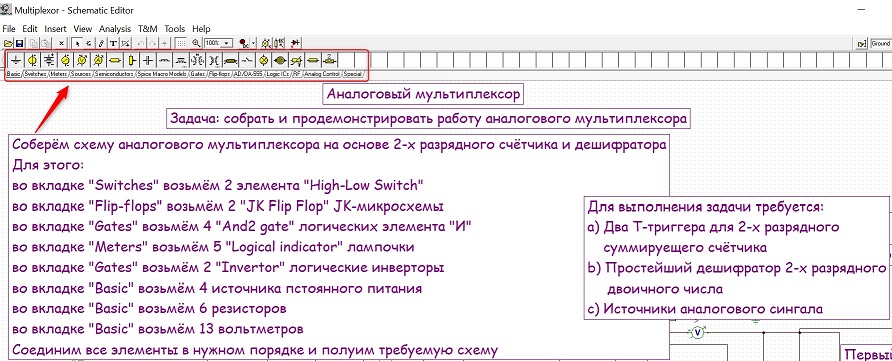 Multiplexor - Schematic Editor
File Edit Insert View Analysis T&M Tools Help
100%
Ground
Basic Switches Meters Sources Semiconductors Spice Macro Models Gates Flip-flops AD/DA-555 Logic ICs RF Analog Control Special
Аналоговый мультиплексор
Задача: собрать и продемонстрировать работу аналогового мультиплексора
Соберём схему аналогового мультиплексора на основе 2-х разрядного счётчика и дешифратора
Для этого:
во вкладке "Switches" возьмём 2 элемента "High-Low Switch"
во вкладке "Flip-flops" возьмём 2 "JK Flip Flop" JK-микросхемы
во вкладке "Gates" возьмём 4 "And2 gate" логических элемента "И"
во вкладке "Meters" возьмём 5 "Logical indicator" лампочки
во вкладке "Gates" возьмём 2 "Invertor" логические инверторы
во вкладке "Basic" возьмём 4 источника пстоянного питания
во вкладке "Basic" возьмём 6 резисторов
во вкладке "Basic" возьмём 13 вольтметров
Соединим все элементы в нужном порядке и полуим требуемую схему
Для выполнения задачи требуется:
a) Два Т-триггера для 2-х разрядного
суммируещего счётчика
b) Простейший дешифратор 2-х разрядного
двоичного числа
c) Источники аналогового сингала
V
Первый